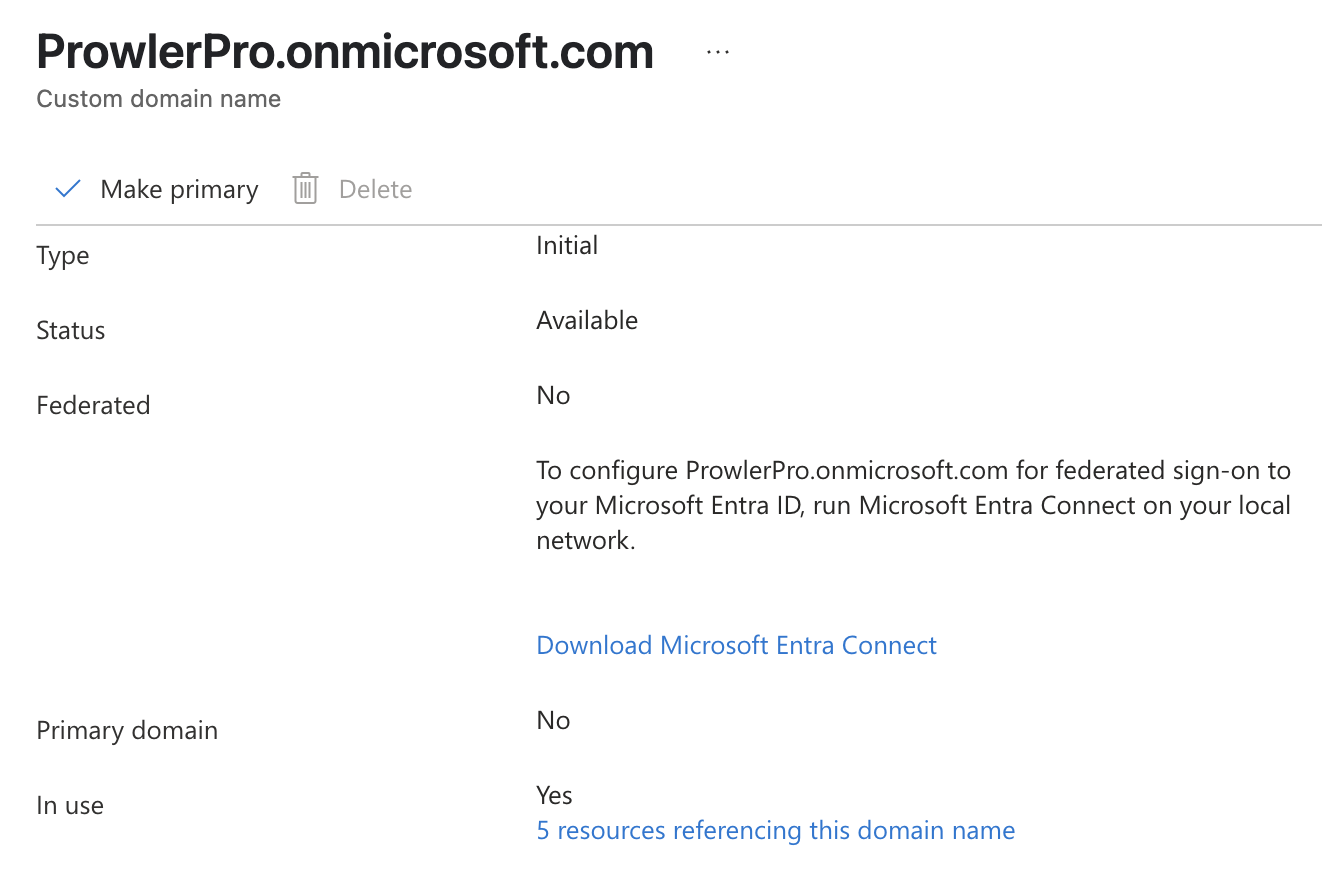 ProwlerPro.onmicrosoft.com ...
Custom domain name
Make primary Delete
Type Initial
Status Available
Federated No
To configure ProwlerPro.onmicrosoft.com for federated sign-on to
your Microsoft Entra ID, run Microsoft Entra Connect on your local
network.
Download Microsoft Entra Connect
Primary domain No
In use Yes
5 resources referencing this domain name